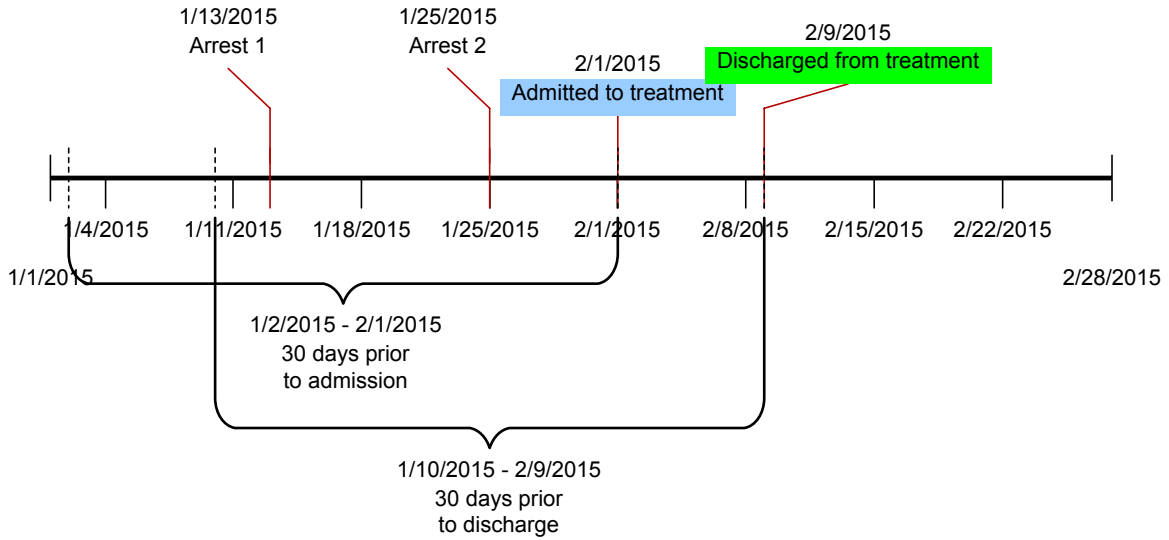 1/13/2015
Arrest 1
1/25/2015
Arrest 2
2/1/2015
Admitted to treatment
2/9/2015
Discharged from treatment
1/4/2015
1/11/2015
1/18/2015
1/25/2015
2/1/2015
2/8/2015
2/15/2015
2/22/2015
1/1/2015
2/28/2015
1/2/2015 - 2/1/2015
30 days prior
to admission
1/10/2015 - 2/9/2015
30 days prior
to discharge